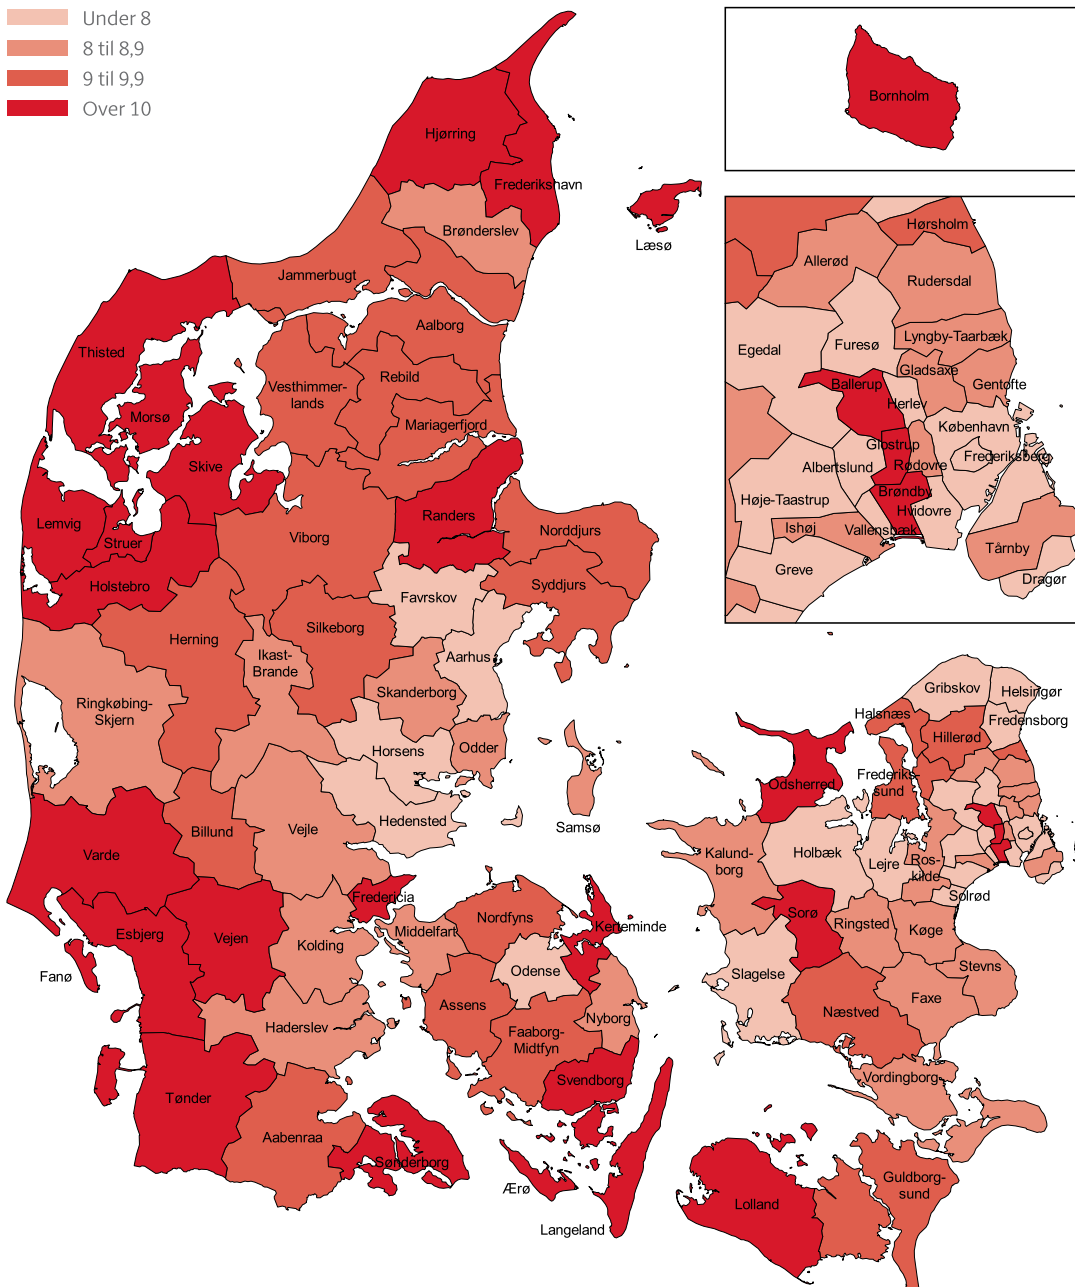 Under 8
8 til 8,9
9 til 9,9
Over 10
Hjørring
Frederikshavn
Brønderslev
Læsø
Jammerbugt
Aalborg
Thisted
Vesthimmer-
lands
Rebild
Morsø
Mariagerfjord
Skive
Lemvig
Struer
Viborg
Randers
Norddjurs
Holstebro
Favrskov
Syddjurs
Herning
Silkeborg
Ikast-
Brande
Aarhus
Skanderborg
Ringkøbing-
Skjern
Horsens
Odder
Hedensted
Samsø
Billund
Vejle
Varde
Fredericia
Esbjerg
Vejen
Kolding
Middelfart
Nordfyns
Kerteminde
Fanø
Odense
Assens
Nyborg
Haderslev
Faaborg-
Midtfyn
Svendborg
Tønder
Aabenraa
Sønderborg
Ærø
Langeland
Bornholm
Hørsholm
Allerød
Rudersdal
Egedal
Furesø
Lyngby-Taarbæk
Gladsaxe
Gentofte
Ballerup
Herlev
København
Glostrup
Frederiksberg
Albertslund
Rødovre
Høje-Taastrup
Brøndby
Hvidovre
Ishøj
Vallensbæk
Tårnby
Greve
Dragør
Gribskov
Helsingør
Halsnæs
Fredensborg
Hillerød
Odsherred
Frederiks-
sund
Kalund-
borg
Holbæk
Lejre
Ros-
kilde
Solrød
Sorø
Ringsted
Køge
Slagelse
Stevns
Faxe
Næstved
Vordingborg
Guldborg-
sund
Lolland